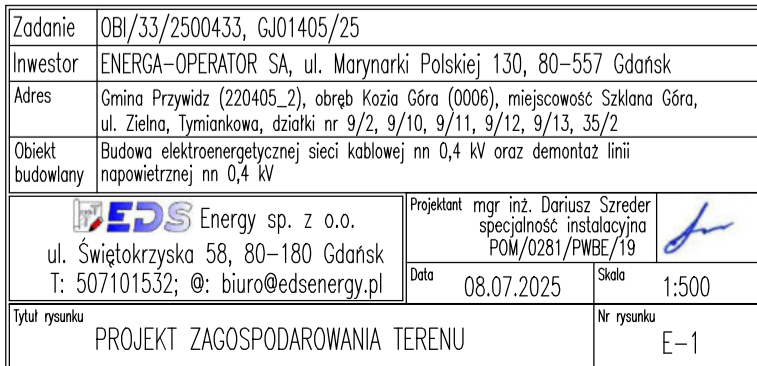 Zadanie OBI/33/2500433, GJ01405/25
Inwestor ENERGA-OPERATOR SA, ul. Marynarki Polskiej 130, 80-557 Gdańsk
Adres Gmina Przywidz (220405_2), obręb Kozia Góra (0006), miejscowość Szklana Góra,
ul. Zielna, Tymiankowa, działki nr 9/2, 9/10, 9/11, 9/12, 9/13, 35/2
Obiekt budowlany Budowa elektroenergetycznej sieci kablowej nn 0,4 kV oraz demontaż linii
napowietrznej nn 0,4 kV
EDS Energy sp. z o.o.
ul. Świętokrzyska 58, 80-180 Gdańsk
T: 507101532; @: biuro@edsenergy.pl
Projektant mgr inż. Dariusz Szreder
specjalność instalacyjna
POM/0281/PWBE/19
Data 08.07.2025
Skala 1:500
Tytuł rysunku
PROJEKT ZAGOSPODAROWANIA TERENU
Nr rysunku
E-1